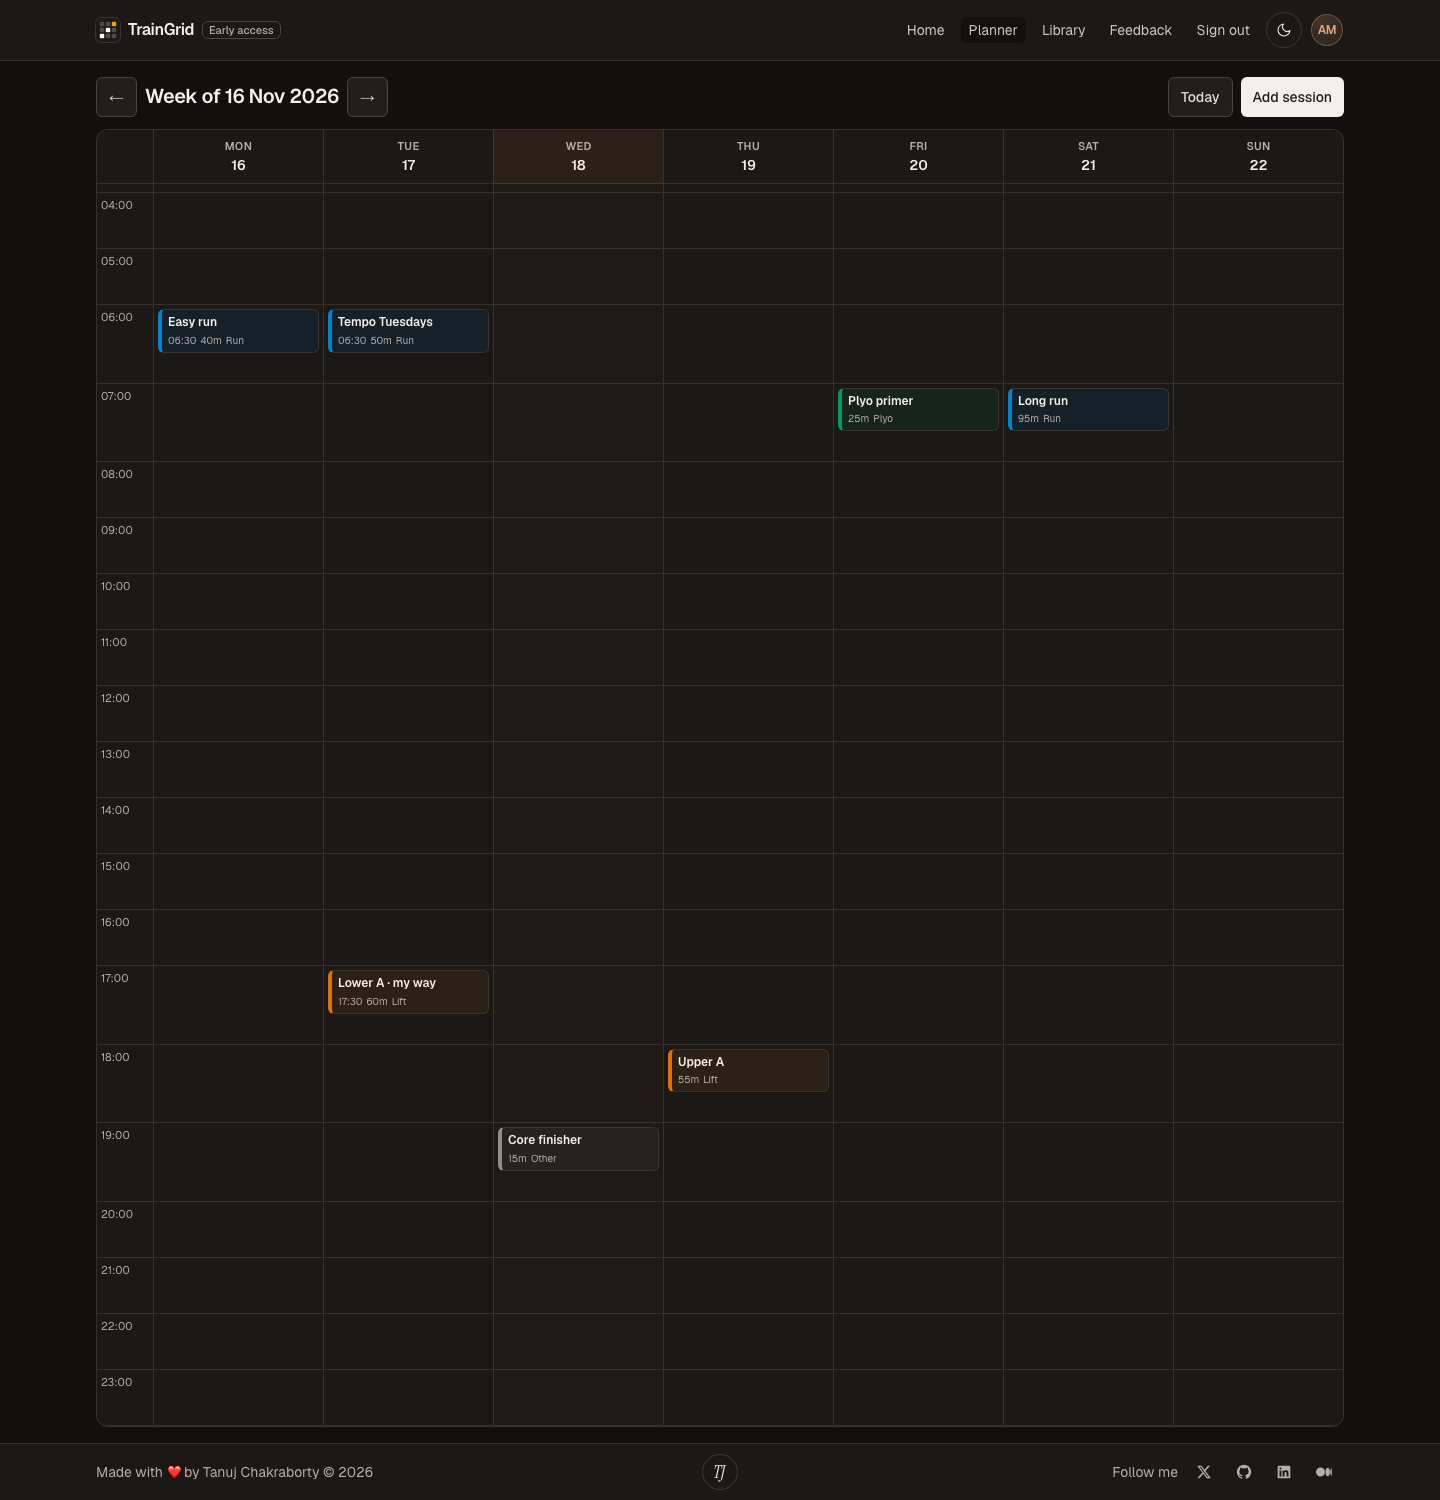 TrainGrid Early access Home Planner Library Feedback Sign out AM
← Week of 16 Nov 2026 → Today Add session
MON TUE WED THU FRI SAT SUN
16 17 18 19 20 21 22
04:00
05:00
06:00
Easy run
06:30 40m Run
Tempo Tuesdays
06:30 50m Run
07:00
Plyo primer
25m Plyo
Long run
95m Run
08:00
09:00
10:00
11:00
12:00
13:00
14:00
15:00
16:00
17:00
Lower A · my way
17:30 60m Lift
18:00
Upper A
55m Lift
19:00
Core finisher
15m Other
20:00
21:00
22:00
23:00
Made with ❤️ by Tanuj Chakraborty © 2026 TJ Follow me